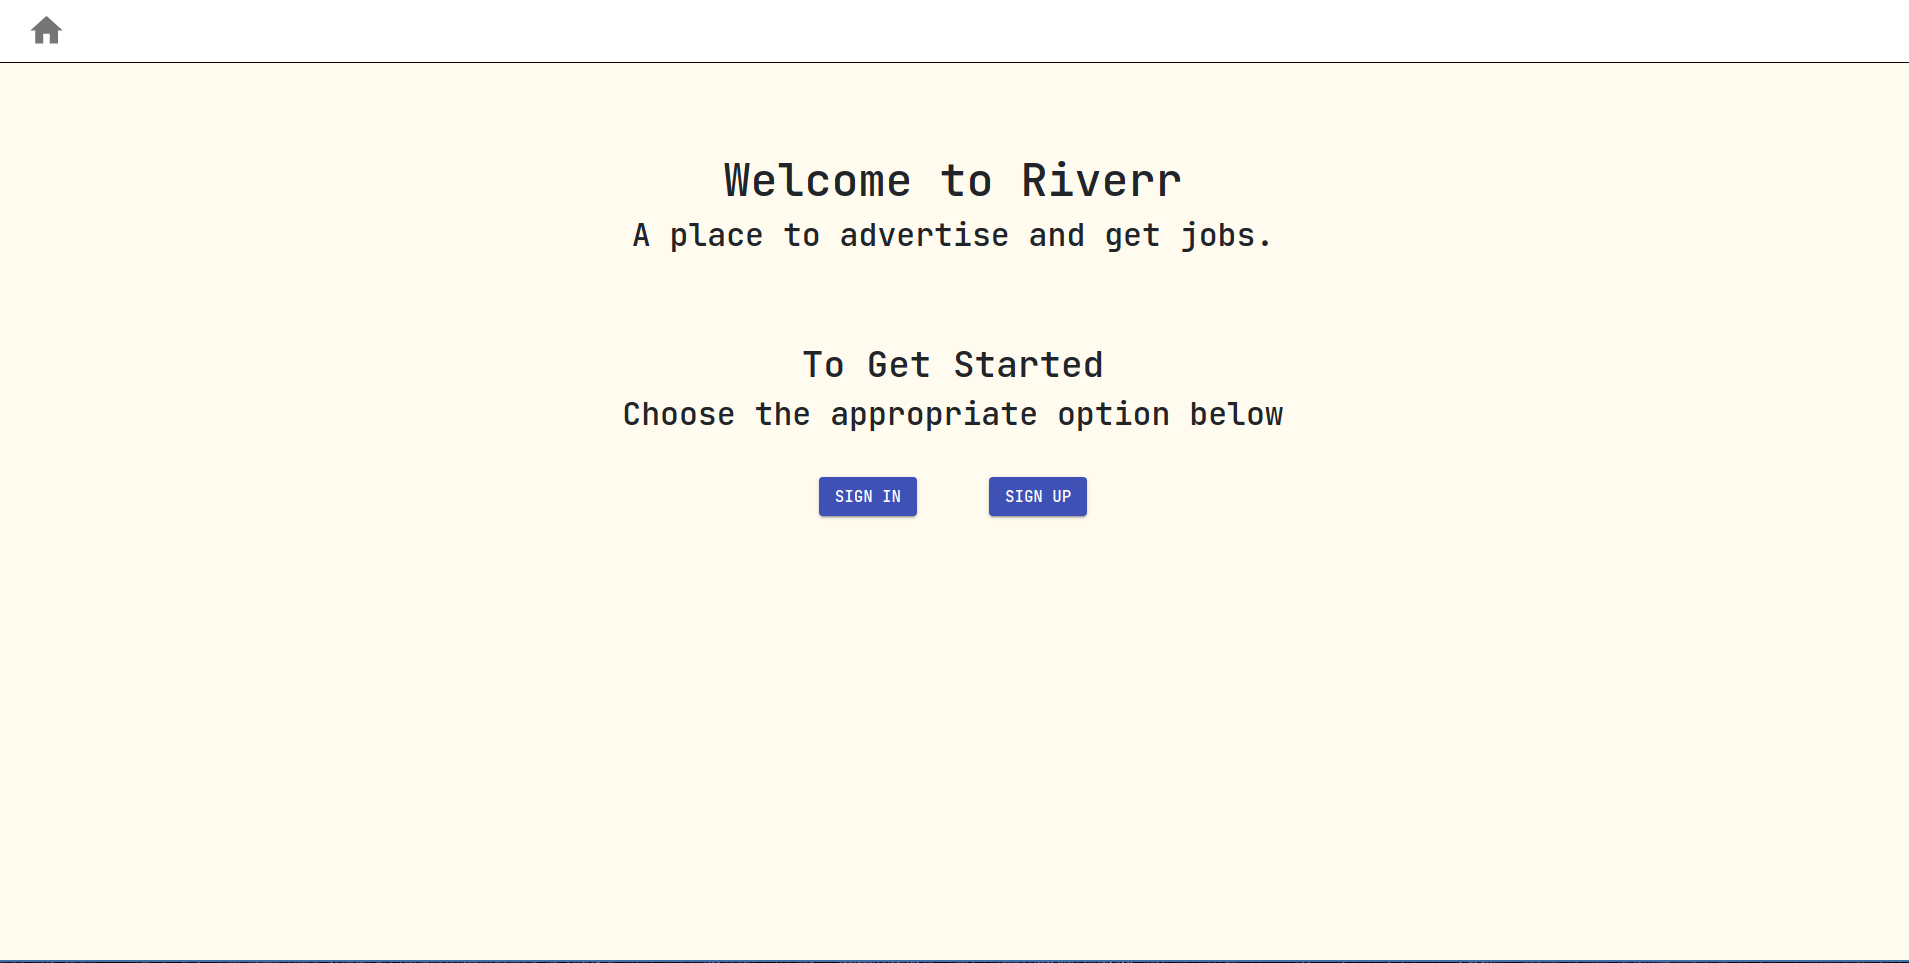 Welcome to Riverr
A place to advertise and get jobs.
To Get Started
Choose the appropriate option below
SIGN IN
SIGN UP